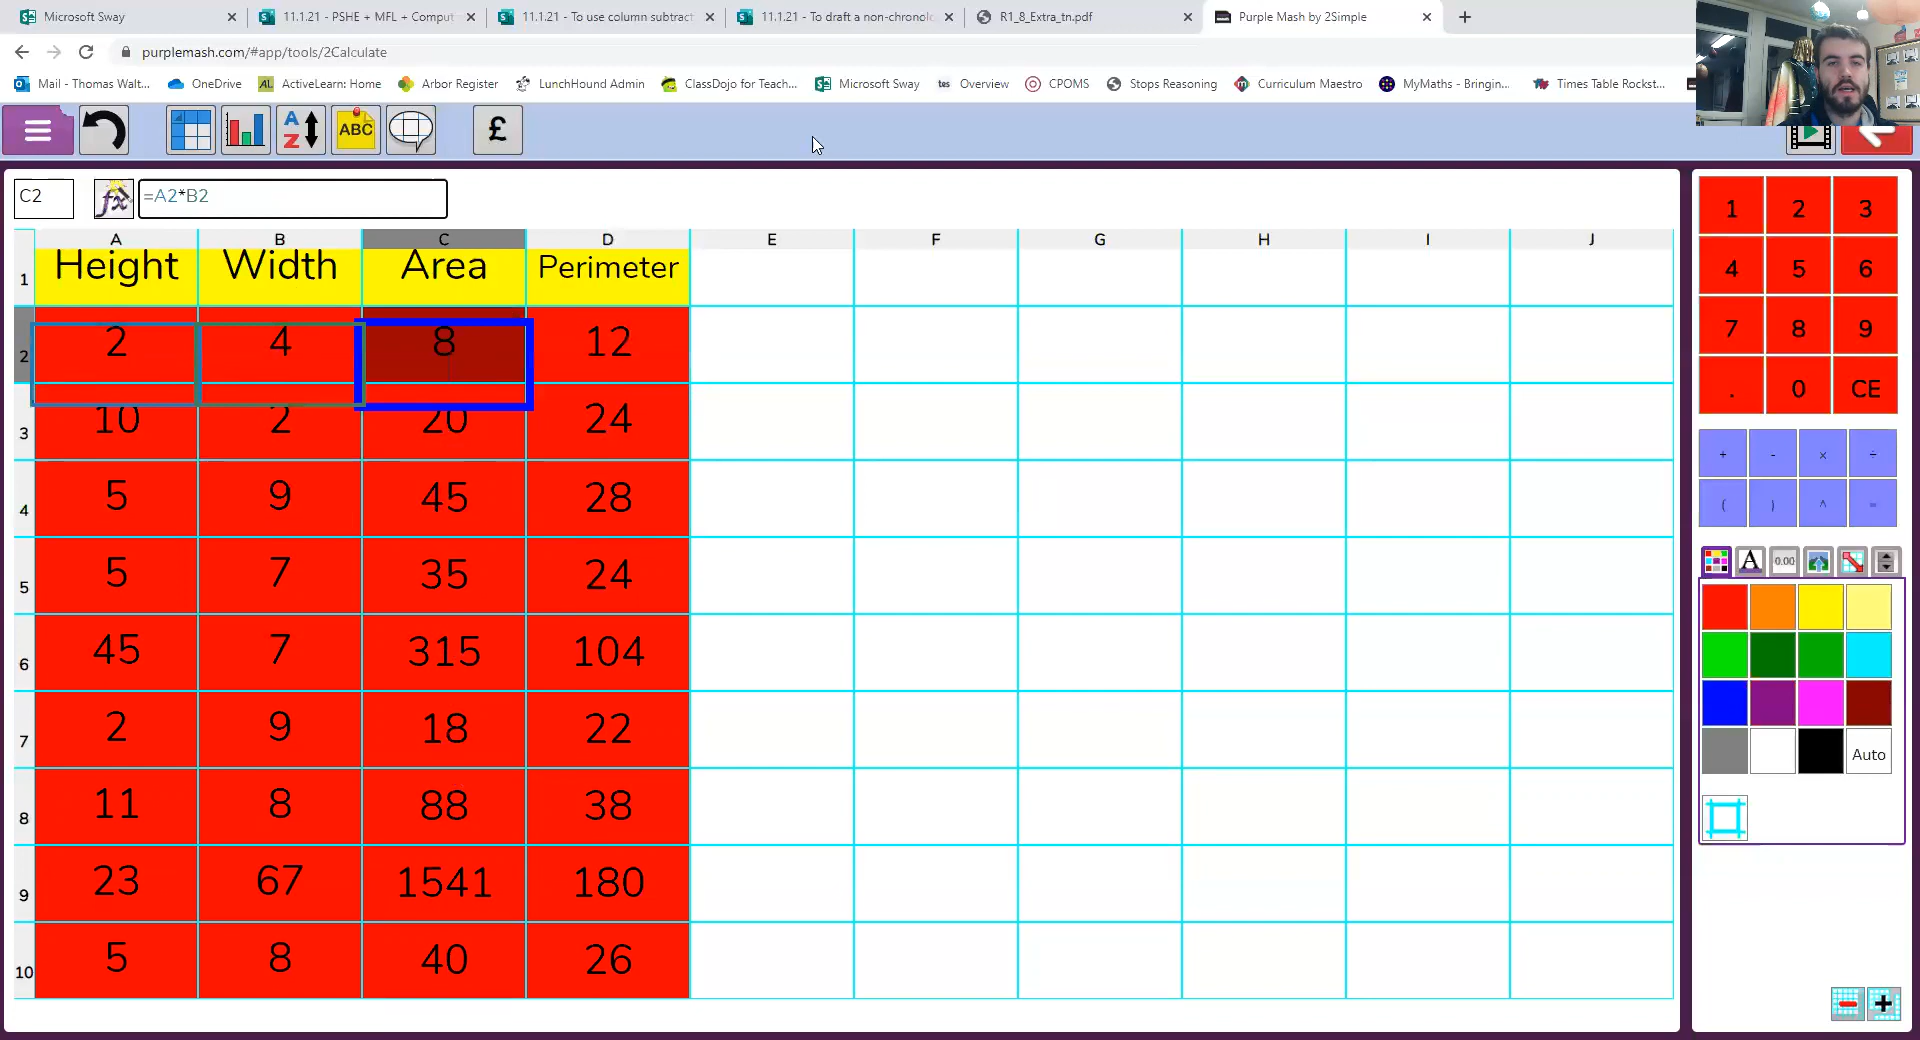 Microsoft Sway
11.1.21 - PSHE + MFL + Comput
11.1.21 - To use column subtract
11.1.21 - To draft a non-chronol
R1_8_Extra_tn.pdf
Purple Mash by 2Simple
purplemash.com/#app/tools/2Calculate
Mail - Thomas Walt...
OneDrive
AL ActiveLearn: Home
Arbor Register
LunchHound Admin
ClassDojo for Teach...
Microsoft Sway
tes Overview
CPOMS
Stops Reasoning
Curriculum Maestro
MyMaths - Bringin...
Times Table Rockst...
A Z
ABC
£
C2
fx
=A2*B2
A B C D E F G H I J
1 Height Width Area Perimeter
2 2 4 8 12
3 10 2 20 24
4 5 9 45 28
5 5 7 35 24
6 45 7 315 104
7 2 9 18 22
8 11 8 88 38
9 23 67 1541 180
10 5 8 40 26
1 2 3
4 5 6
7 8 9
. 0 CE
+ - x ÷
( ) ^ =
A 0.00
Auto